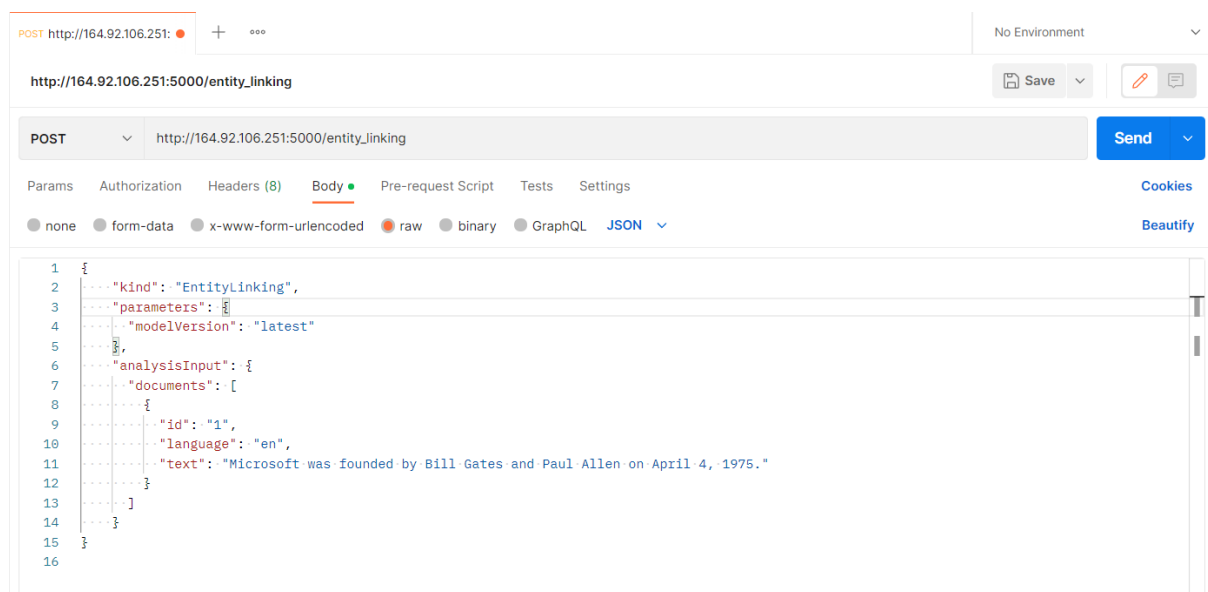 POST http://164.92.106.251:
No Environment
http://164.92.106.251:5000/entity_linking
Save
POST http://164.92.106.251:5000/entity_linking Send
Params Authorization Headers (8) Body Pre-request Script Tests Settings Cookies
none form-data x-www-form-urlencoded raw binary GraphQL JSON Beautify
1 {
2 "kind": "EntityLinking",
3 "parameters": {
4 "modelVersion": "latest"
5 },
6 "analysisInput": {
7 "documents": [
8 {
9 "id": "1",
10 "language": "en",
11 "text": "Microsoft was founded by Bill Gates and Paul Allen on April 4, 1975."
12 }
13 ]
14 }
15 }
16